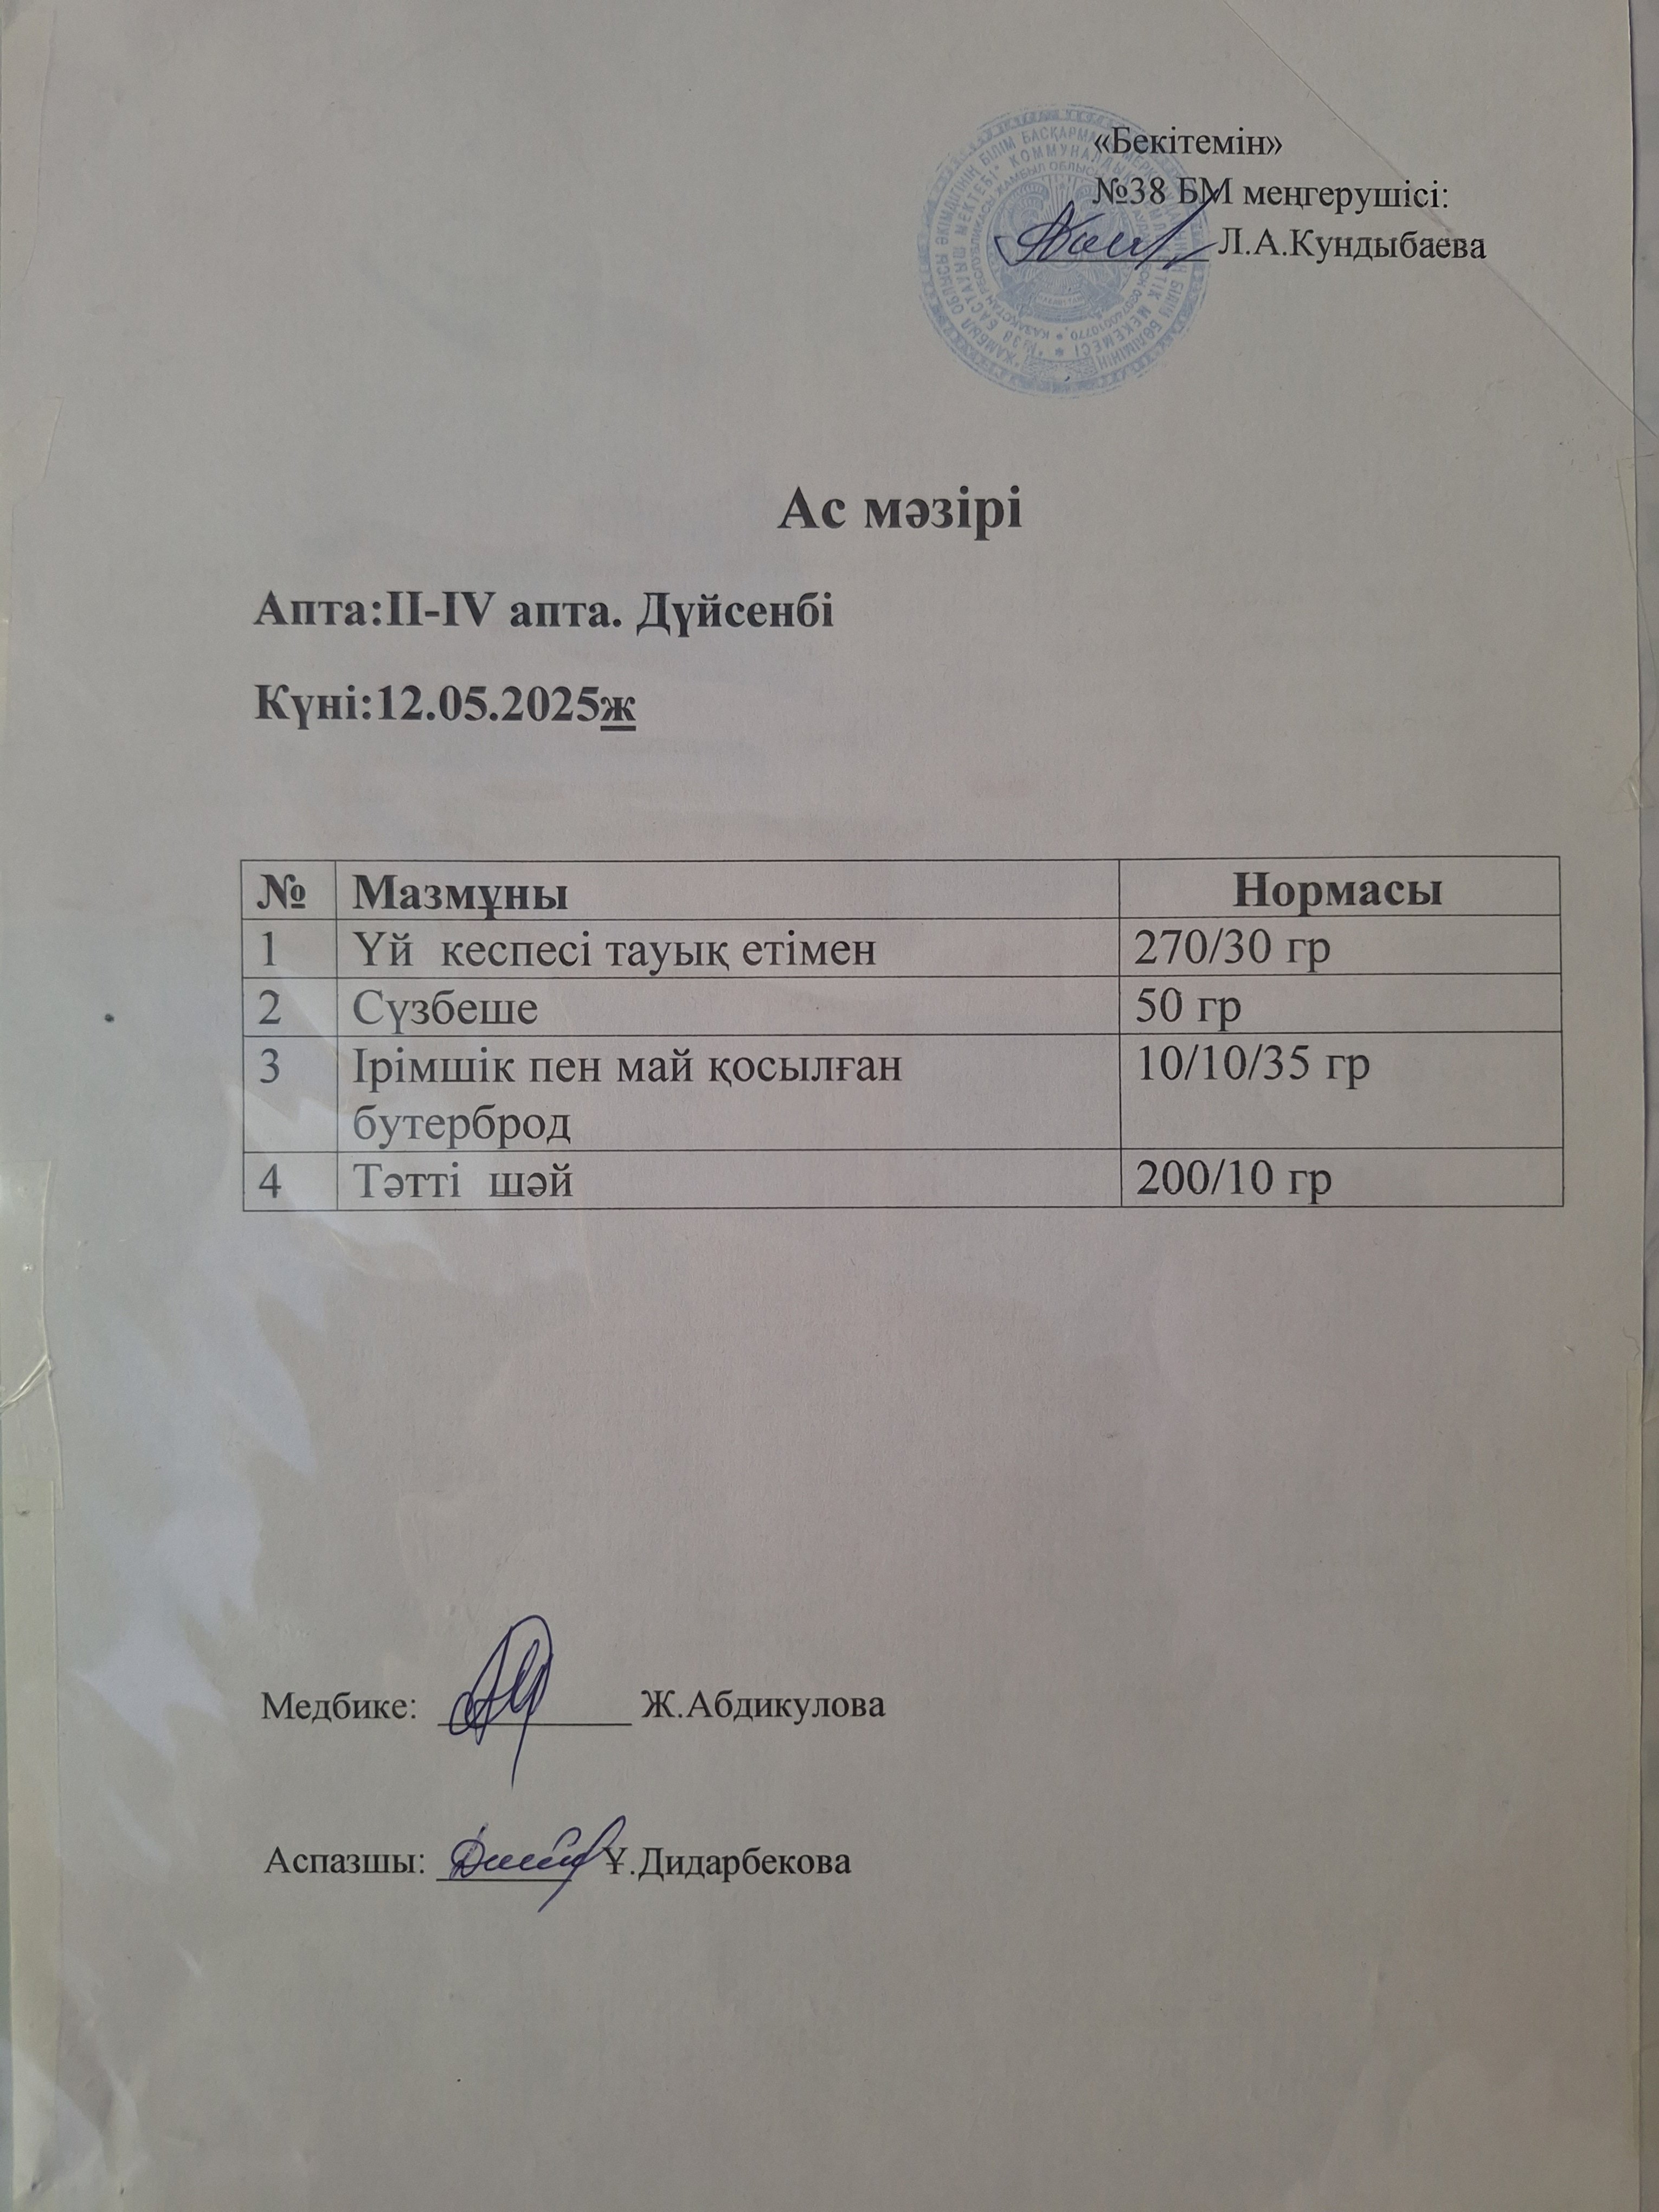 «Бекітемін»
№38 БМ меңгерушісі:
Л.А.Кундыбаева
Ас мәзірі
Апта:II-IV апта. Дүйсенбі
Күні:12.05.2025ж
№ Мазмұны Нормасы
1 Үй кеспесі тауық етімен 270/30 гр
2 Сүзбеше 50 гр
3 Ірімшік пен май қосылған 10/10/35 гр
бутерброд
4 Тәтті шәй 200/10 гр
Медбике: Ж.Абдикулова
Аспазшы: Ұ.Дидарбекова